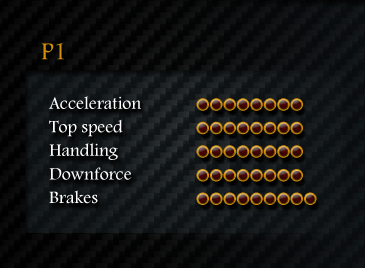 P1
Acceleration
Top speed
Handling
Downforce
Brakes